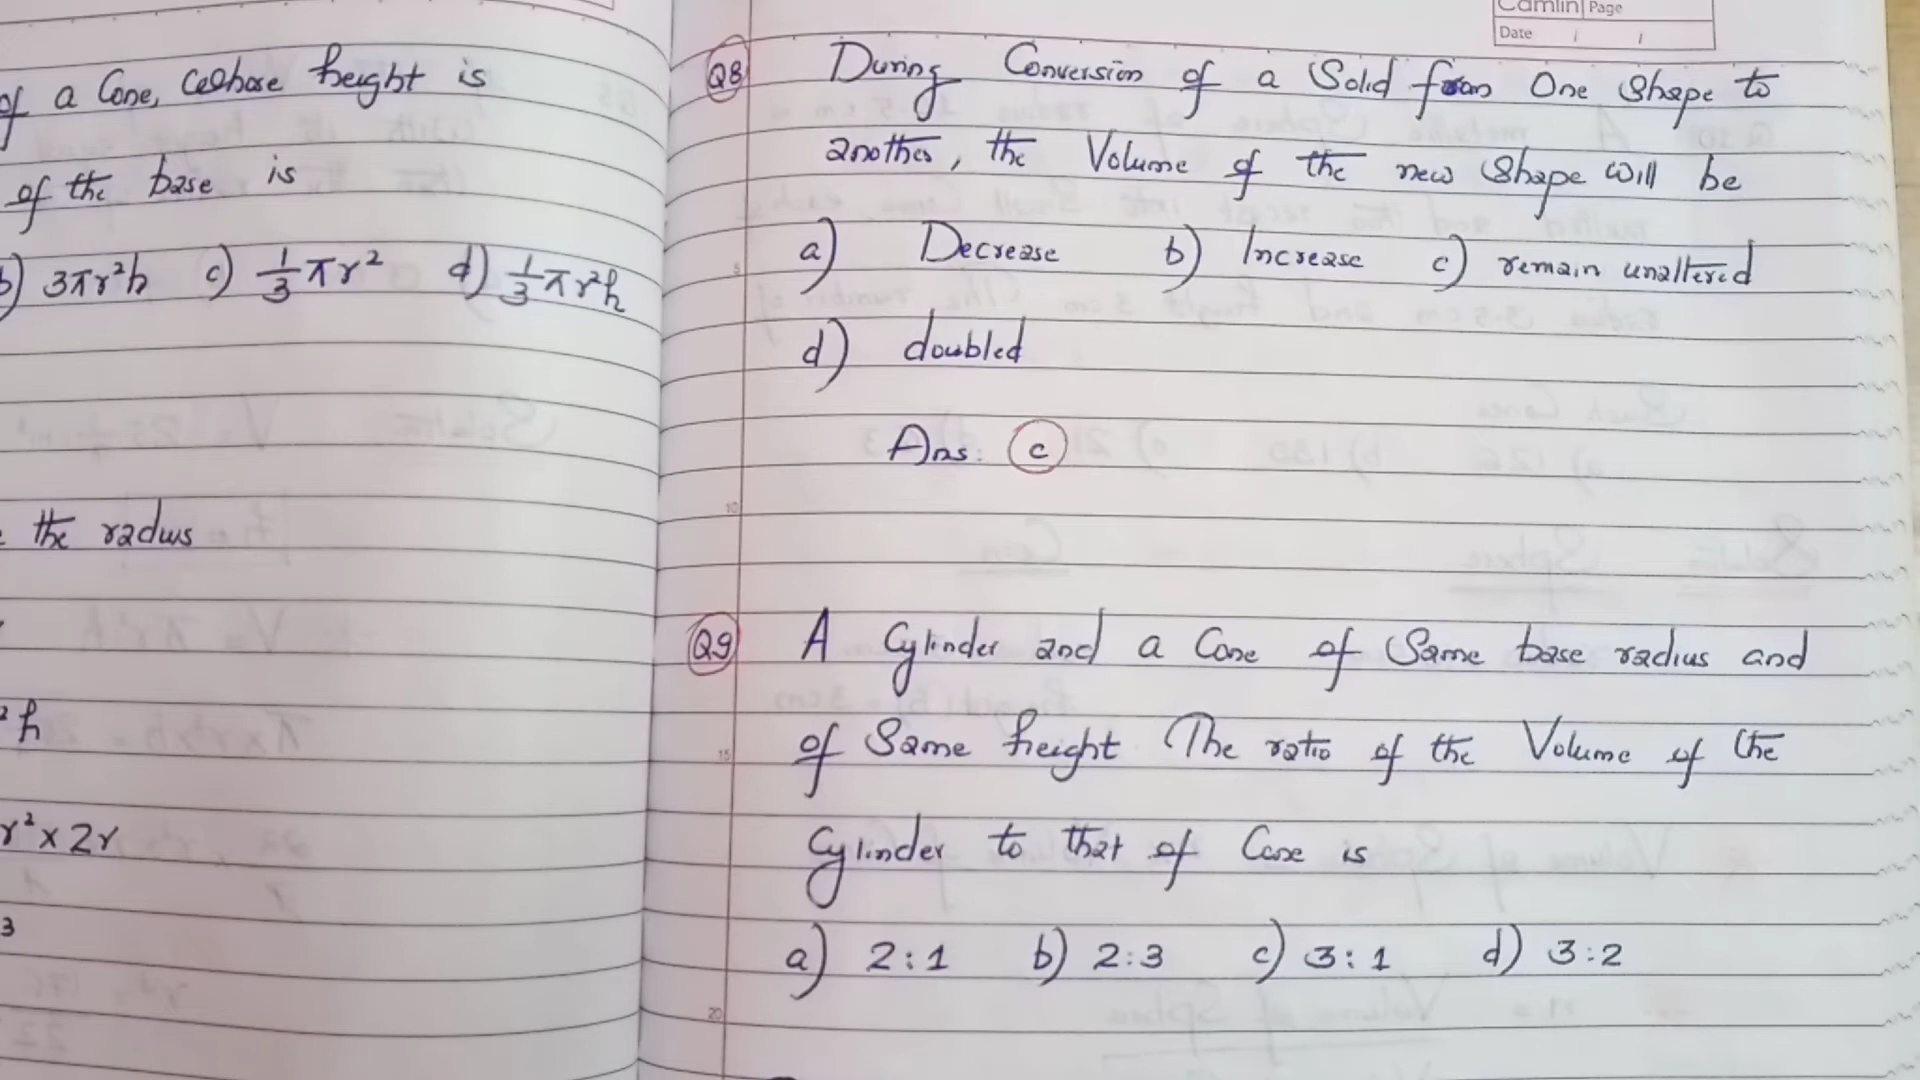 of a Cone, whose height is
of the base is
b) 3πr²h c) 1/3 πr² d) 1/3 πr²h
the radius
²h
r² x 2r
3
Camlin Page
Date / /
Q8 During Conversion of a Solid from One Shape to
another, the Volume of the new Shape will be
a) Decrease b) Increase c) remain unaltered
d) doubled
Ans: c
Q9 A Cylinder and a Cone of Same base radius and
of Same height The ratio of the Volume of the
Cylinder to that of Cone is
a) 2:1 b) 2:3 c) 3:1 d) 3:2
5
10
15
20